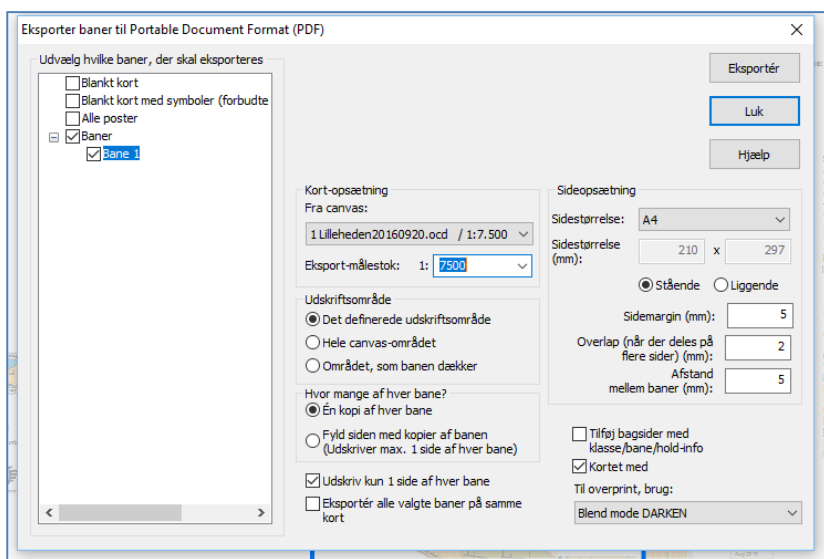 Eksporter baner til Portable Document Format (PDF)
Udvælg hvilke baner, der skal eksporteres
Blankt kort
Blankt kort med symboler (forbudte
Alle poster
Baner
Bane 1
Eksportér
Luk
Hjælp
Kort-opsætning
Fra canvas:
1 Lilleheden20160920.ocd / 1:7.500
Eksport-målestok: 1: 7500
Udskriftsområde
Det definerede udskriftsområde
Hele canvas-området
Området, som banen dækker
Hvor mange af hver bane?
Én kopi af hver bane
Fyld siden med kopier af banen
(Udskriver max. 1 side af hver bane)
Udskriv kun 1 side af hver bane
Eksportér alle valgte baner på samme
kort
Sideopsætning
Sidestørrelse: A4
Sidestørrelse
(mm): 210 x 297
Stående Liggende
Sidemargin (mm): 5
Overlap (når der deles på
flere sider) (mm): 2
Afstand
mellem baner (mm): 5
Tilføj bagsider med
klasse/bane/hold-info
Kortet med
Til overprint, brug:
Blend mode DARKEN